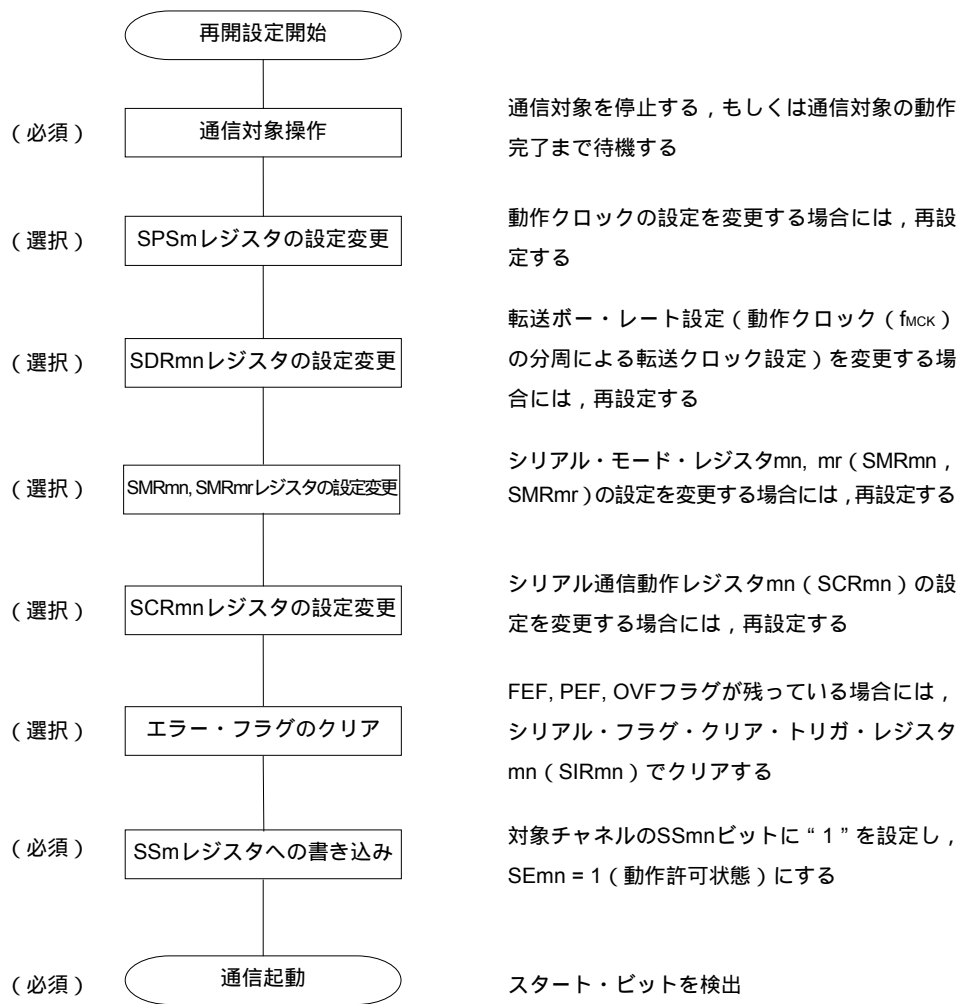 再開設定開始
(必須)
通信対象操作
通信対象を停止する,もしくは通信対象の動作
完了まで待機する
(選択)
SPSmレジスタの設定変更
動作クロックの設定を変更する場合には,再設
定する
(選択)
SDRmnレジスタの設定変更
転送ボー・レート設定(動作クロック(fMCK)
の分周による転送クロック設定)を変更する場
合には,再設定する
(選択)
SMRmn, SMRmrレジスタの設定変更
シリアル・モード・レジスタmn, mr(SMRmn,
SMRmr)の設定を変更する場合には,再設定する
(選択)
SCRmnレジスタの設定変更
シリアル通信動作レジスタmn(SCRmn)の設
定を変更する場合には,再設定する
(選択)
エラー・フラグのクリア
FEF, PEF, OVFフラグが残っている場合には,
シリアル・フラグ・クリア・トリガ・レジスタ
mn(SIRmn)でクリアする
(必須)
SSmレジスタへの書き込み
対象チャネルのSSmnビットに“1”を設定し,
SEmn = 1(動作許可状態)にする
(必須)
通信起動
スタート・ビットを検出